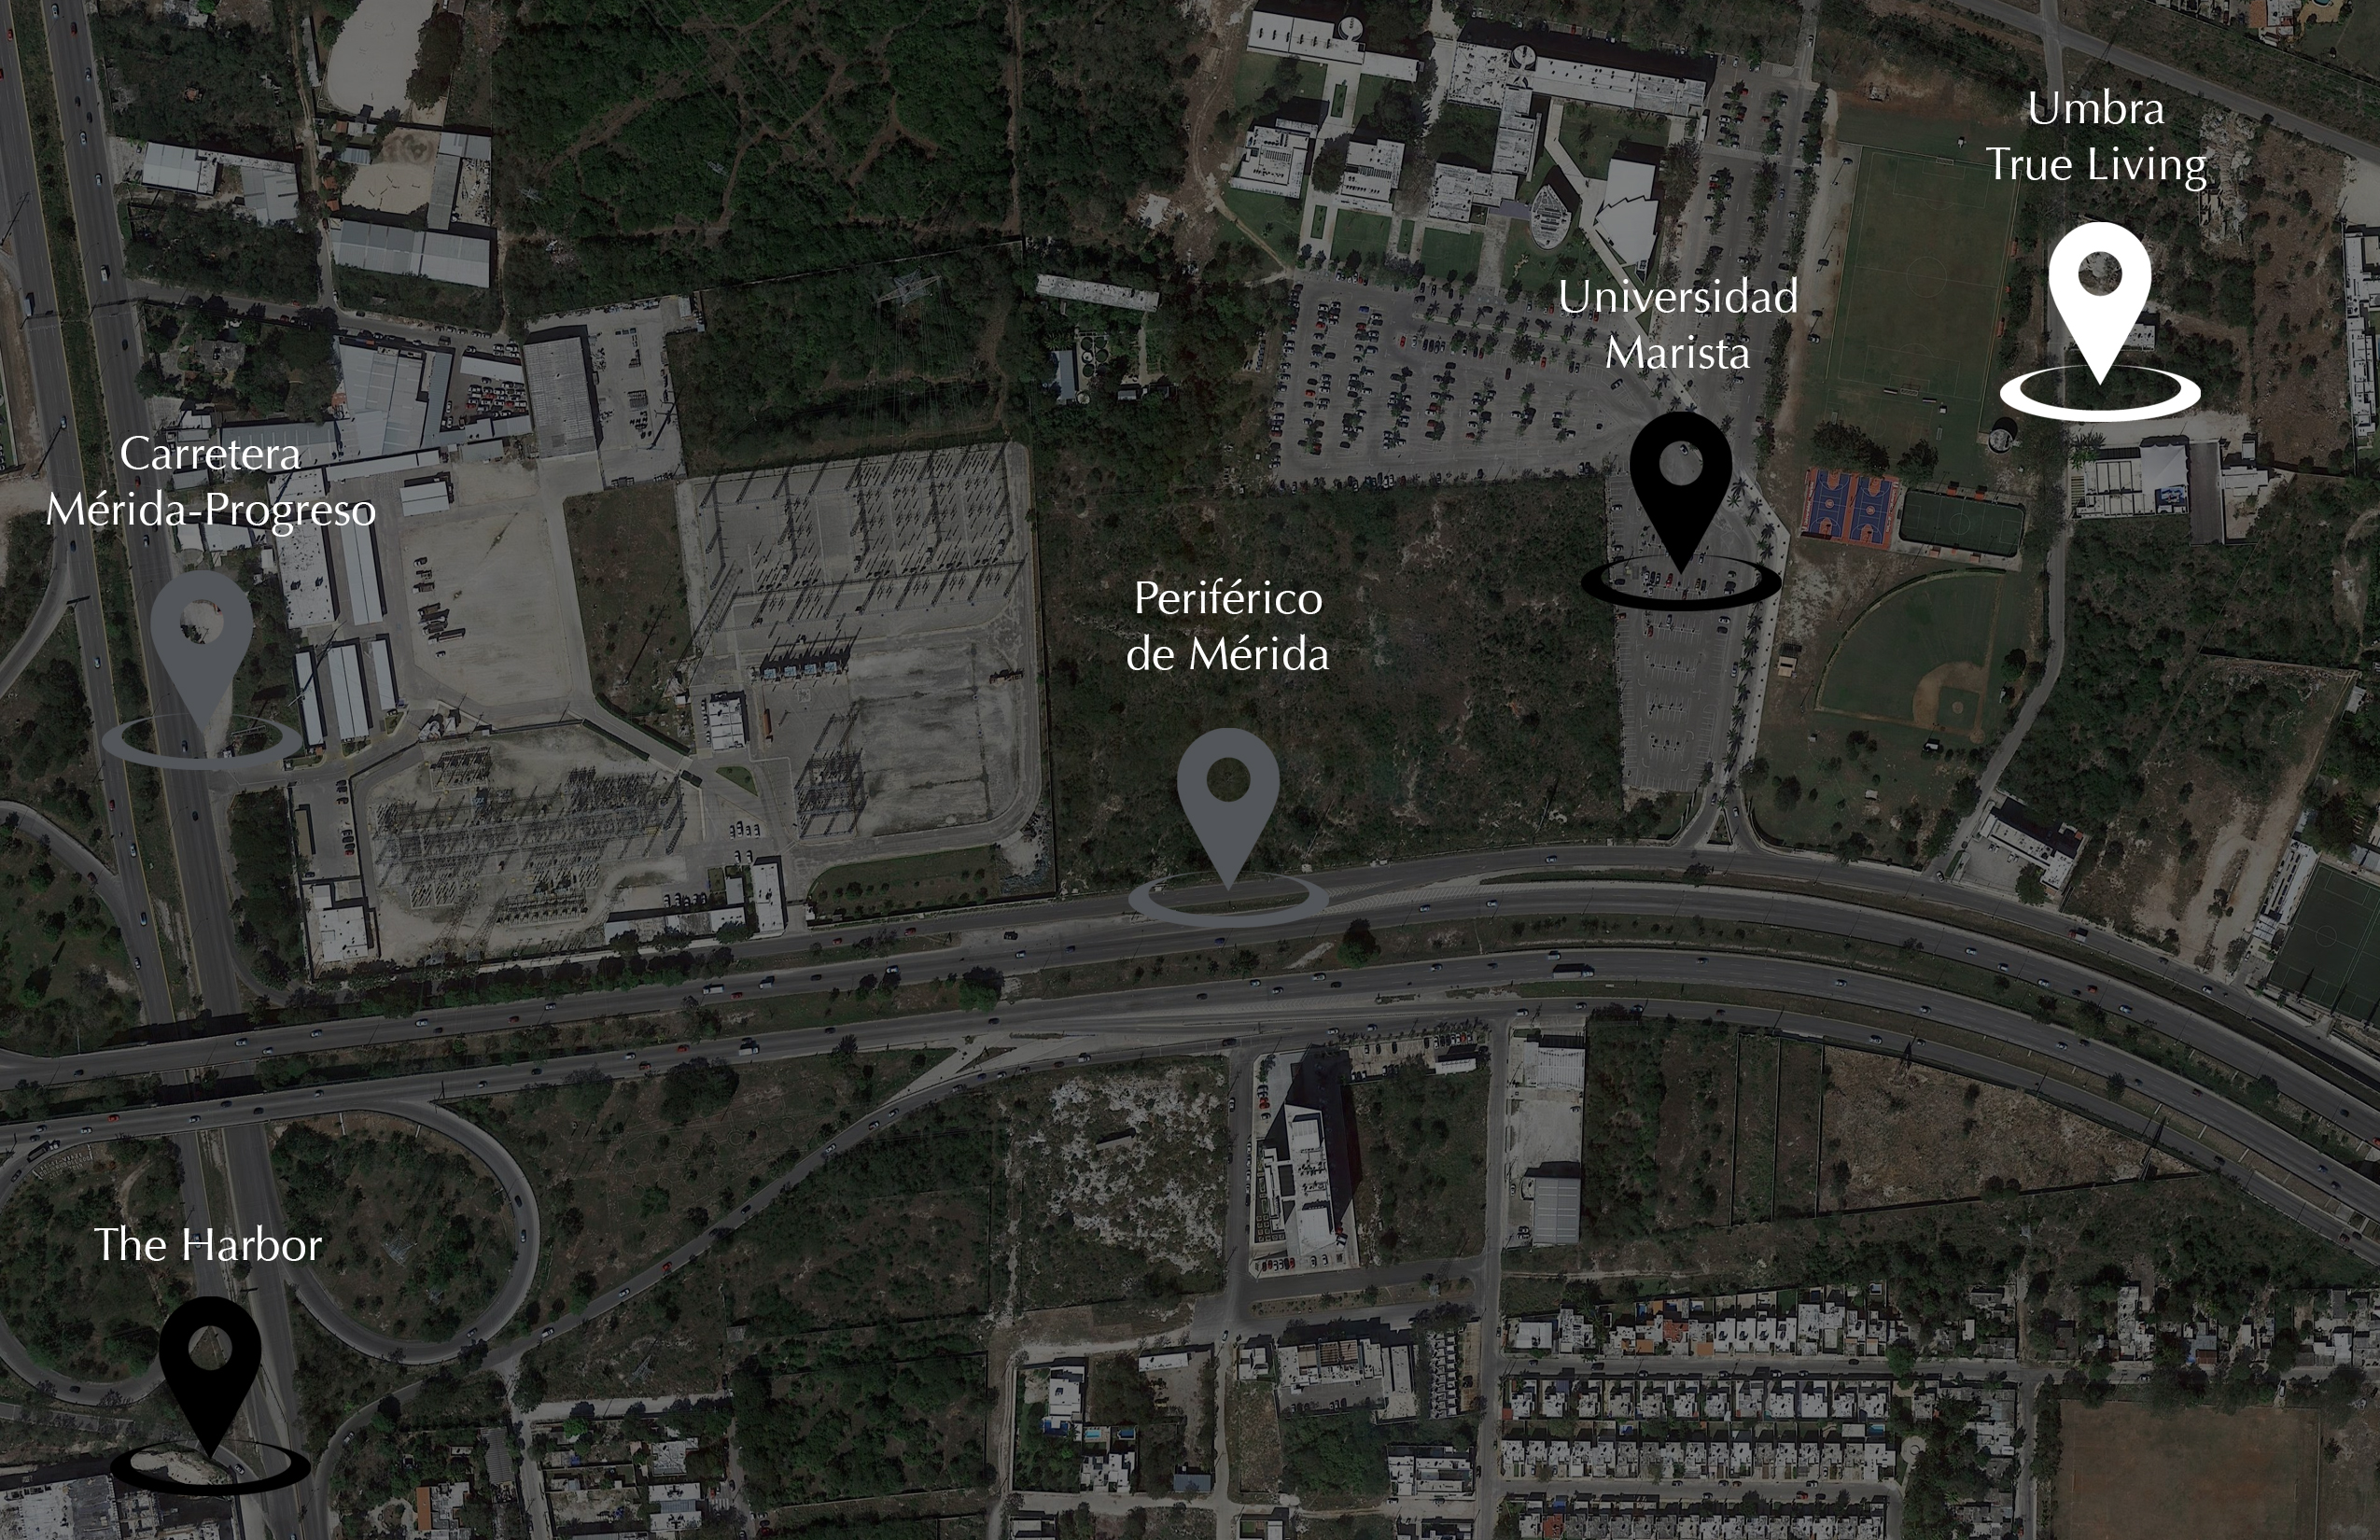 Umbra
True Living
Universidad
Marista
Carretera
Mérida-Progreso
Periférico
de Mérida
The Harbor